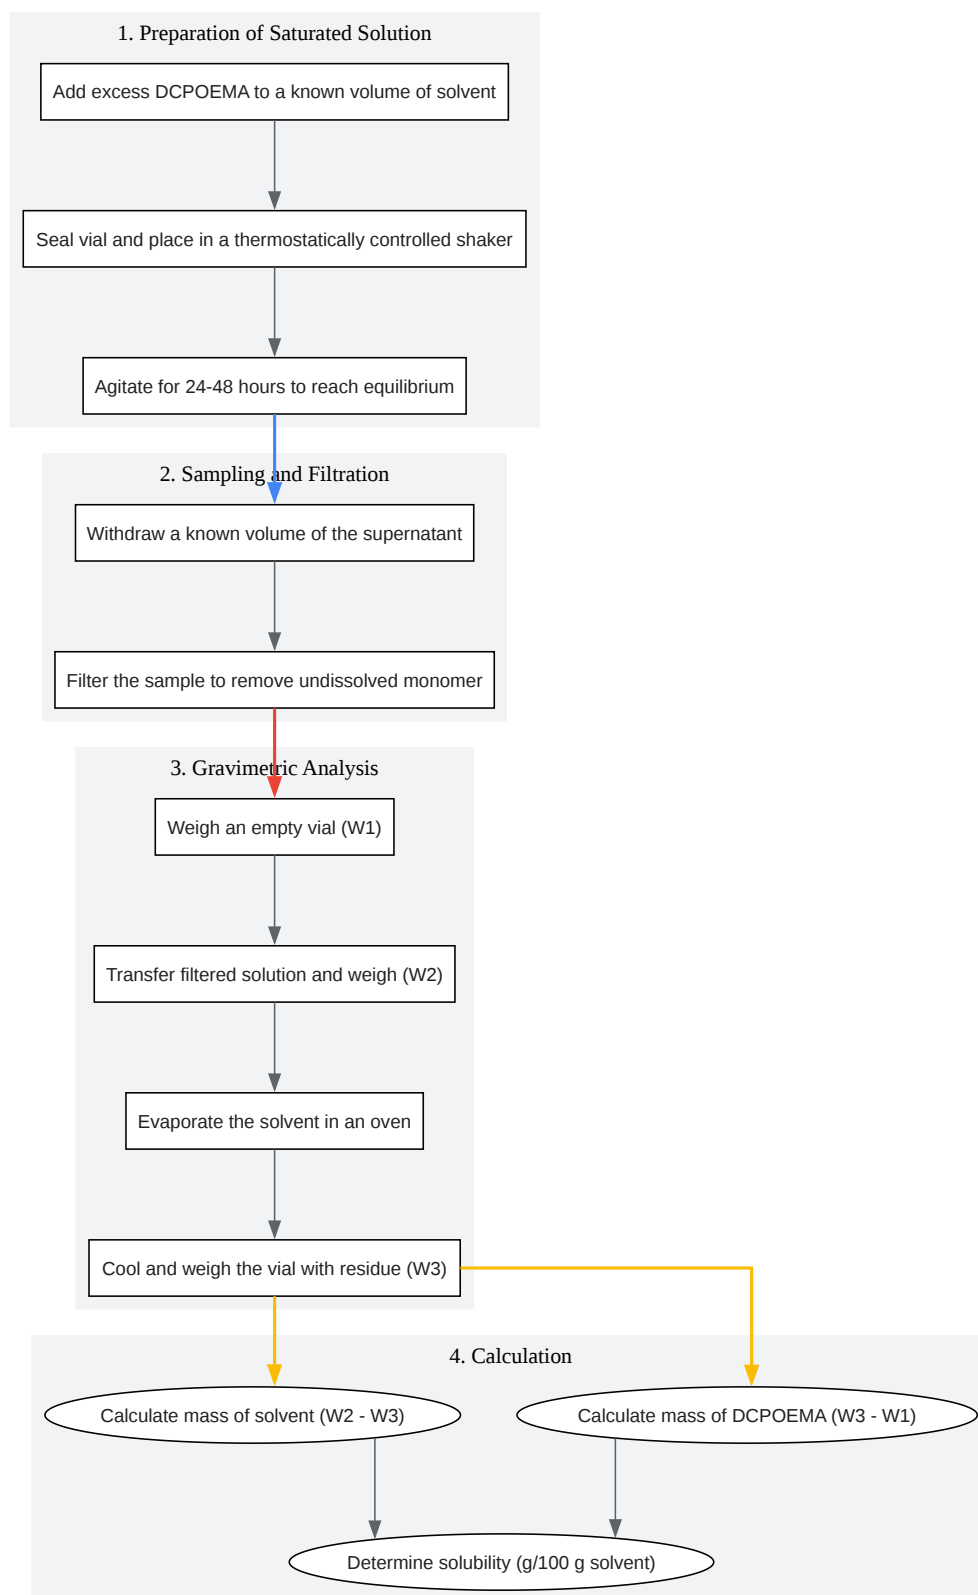 1. Preparation of Saturated Solution
Add excess DCPOEMA to a known volume of solvent
Seal vial and place in a thermostatically controlled shaker
Agitate for 24-48 hours to reach equilibrium
2. Sampling and Filtration
Withdraw a known volume of the supernatant
Filter the sample to remove undissolved monomer
3. Gravimetric Analysis
Weigh an empty vial (W1)
Transfer filtered solution and weigh (W2)
Evaporate the solvent in an oven
Cool and weigh the vial with residue (W3)
4. Calculation
Calculate mass of solvent (W2 - W3)
Calculate mass of DCPOEMA (W3 - W1)
Determine solubility (g/100 g solvent)